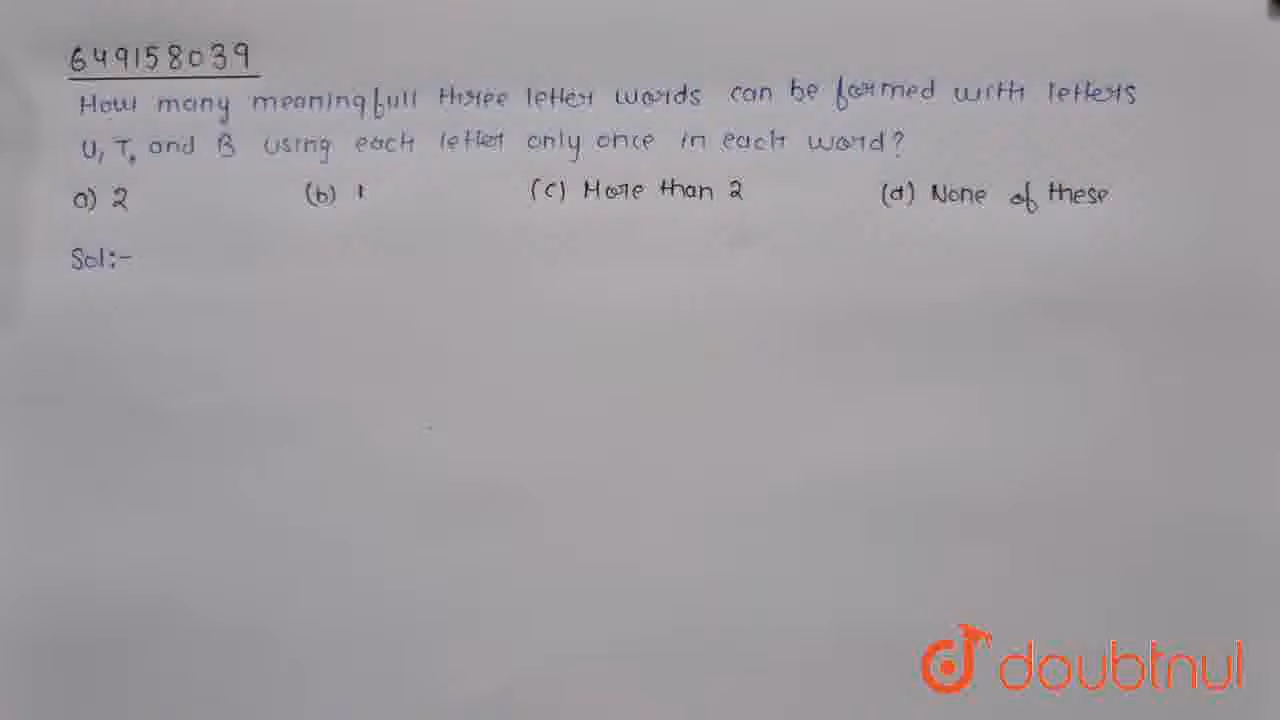 649158039
How many meaningfull three letter words can be formed with letters
U, T, and B using each letter only once in each word?
a) 2 (b) 1 (c) More than 2 (d) None of these
Sol:-
doubtnut